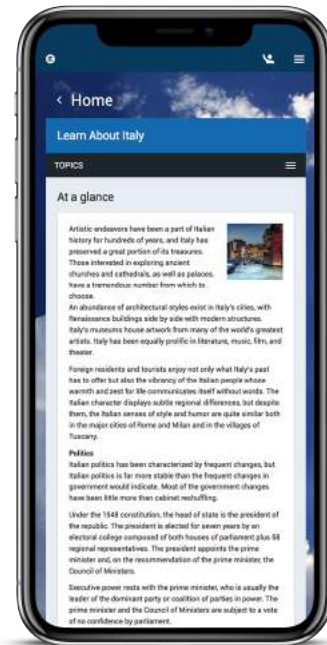 Home
Learn About Italy
TOPICS
At a glance
Artistic endeavors have been a part of Italian
history for hundreds of years, and Italy has
preserved a great portion of its treasures.
Those interested in exploring ancient
churches and cathedrals, as well as palaces,
have a tremendous number from which to
choose.
An abundance of architectural styles exist in Italy's cities, with
Renaissance buildings side by side with modern structures.
Italy's museums house artwork from many of the world's greatest
artists. Italy has been equally prolific in literature, music, film, and
theater.
Foreign residents and tourists enjoy not only what Italy's past
has to offer but also the vibrancy of the Italian people whose
warmth and zest for life communicates itself without words. The
Italian character displays subtle regional differences, but despite
them, the Italian senses of style and humor are quite similar both
in the major cities of Rome and Milan and in the villages of
Tuscany.
Politics
Italian politics has been characterized by frequent changes, but
Italian politics is far more stable than the frequent changes in
government would indicate. Most of the government changes
have been little more than cabinet reshuffling.
Under the 1948 constitution, the head of state is the president of
the republic. The president is elected for seven years by an
electoral college composed of both houses of parliament plus 58
regional representatives. The president appoints the prime
minister and, on the recommendation of the prime minister, the
Council of Ministers.
Executive power rests with the prime minister, who is usually the
leader of the dominant party or coalition of parties in power. The
prime minister and the Council of Ministers are subject to a vote
of no confidence by parliament.